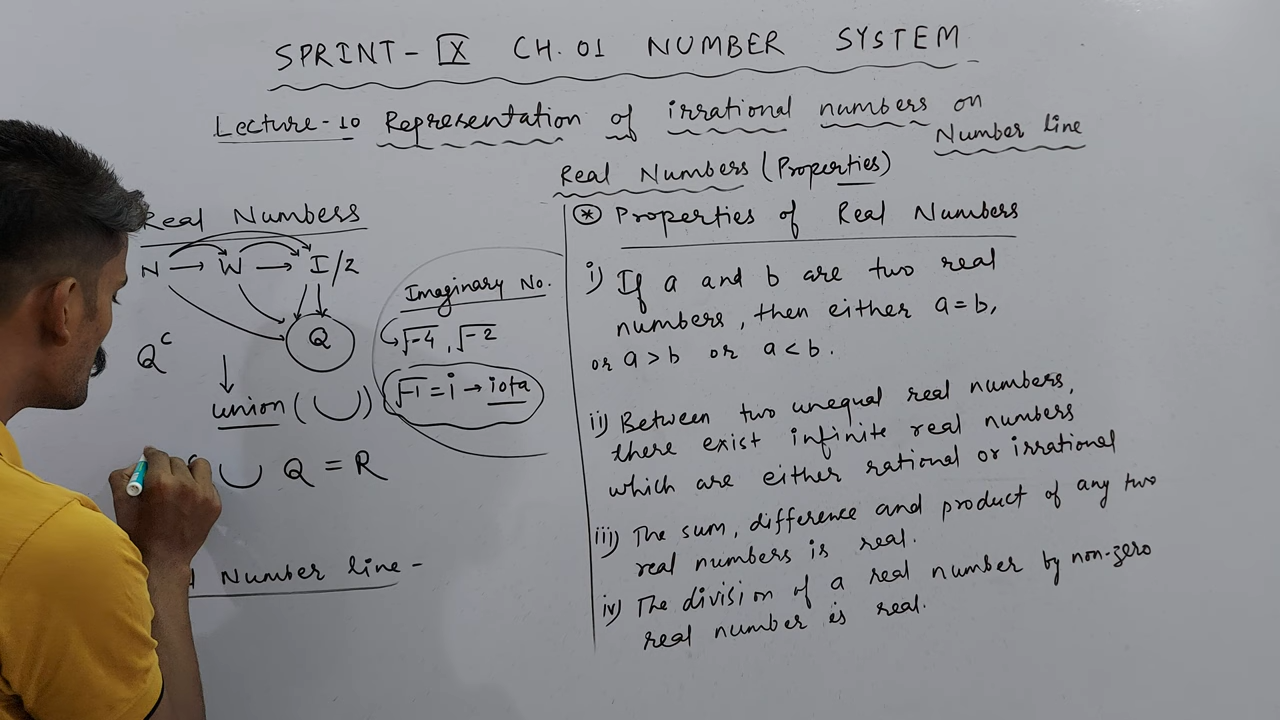 SPRINT - IX CH. 01 NUMBER SYSTEM
Lecture - 10 Representation of irrational numbers on
Number line
Real Numbers (Properties)
Real Numbers
N → W → I/Z
Q
Q^c
union (∪)
∪ Q = R
Number line -
Imaginary No.
√-4, √-2
√-1 = i → iota
* Properties of Real Numbers
i) If a and b are two real
numbers, then either a = b,
or a > b or a < b.
ii) Between two unequal real numbers,
there exist infinite real numbers
which are either rational or irrational
iii) The sum, difference and product of any two
real numbers is real.
iv) The division of a real number by non-zero
real number is real.